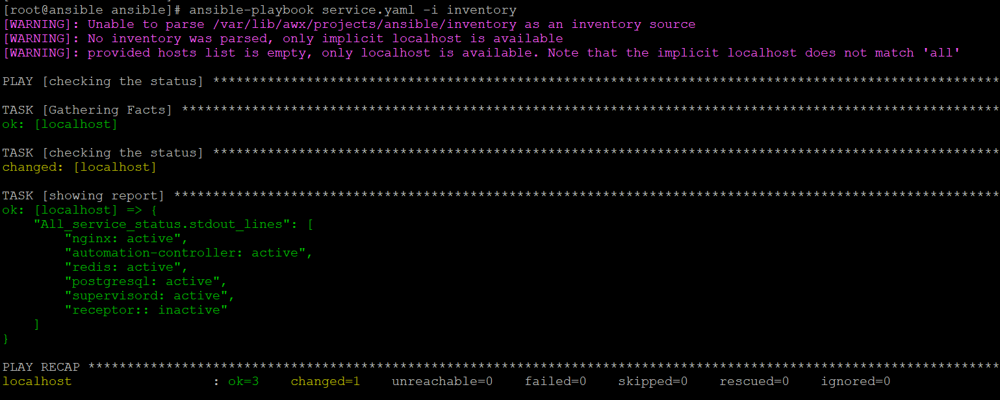 [root@ansible ansible]# ansible-playbook service.yaml -i inventory
[WARNING]: Unable to parse /var/lib/awx/projects/ansible/inventory as an inventory source
[WARNING]: No inventory was parsed, only implicit localhost is available
[WARNING]: provided hosts list is empty, only localhost is available. Note that the implicit localhost does not match 'all'
PLAY [checking the status] *****************************************************************************************************
TASK [Gathering Facts] *********************************************************************************************************
ok: [localhost]
TASK [checking the status] *****************************************************************************************************
changed: [localhost]
TASK [showing report] **********************************************************************************************************
ok: [localhost] => {
    "All_service_status.stdout_lines": [
        "nginx: active",
        "automation-controller: active",
        "redis: active",
        "postgresql: active",
        "supervisord: active",
        "receptor:: inactive"
    ]
}
PLAY RECAP *********************************************************************************************************************
localhost                  : ok=3    changed=1    unreachable=0    failed=0    skipped=0    rescued=0    ignored=0